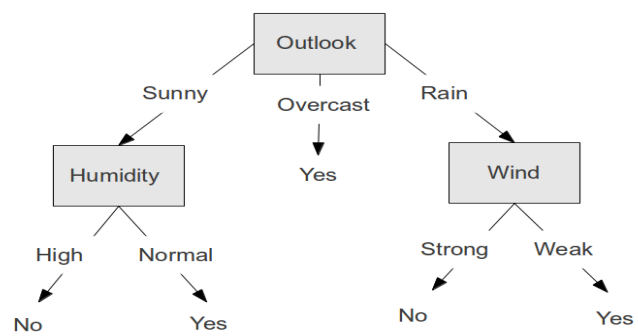 Outlook
Sunny
Overcast
Rain
Humidity
Yes
Wind
High
Normal
Strong
Weak
No
Yes
No
Yes